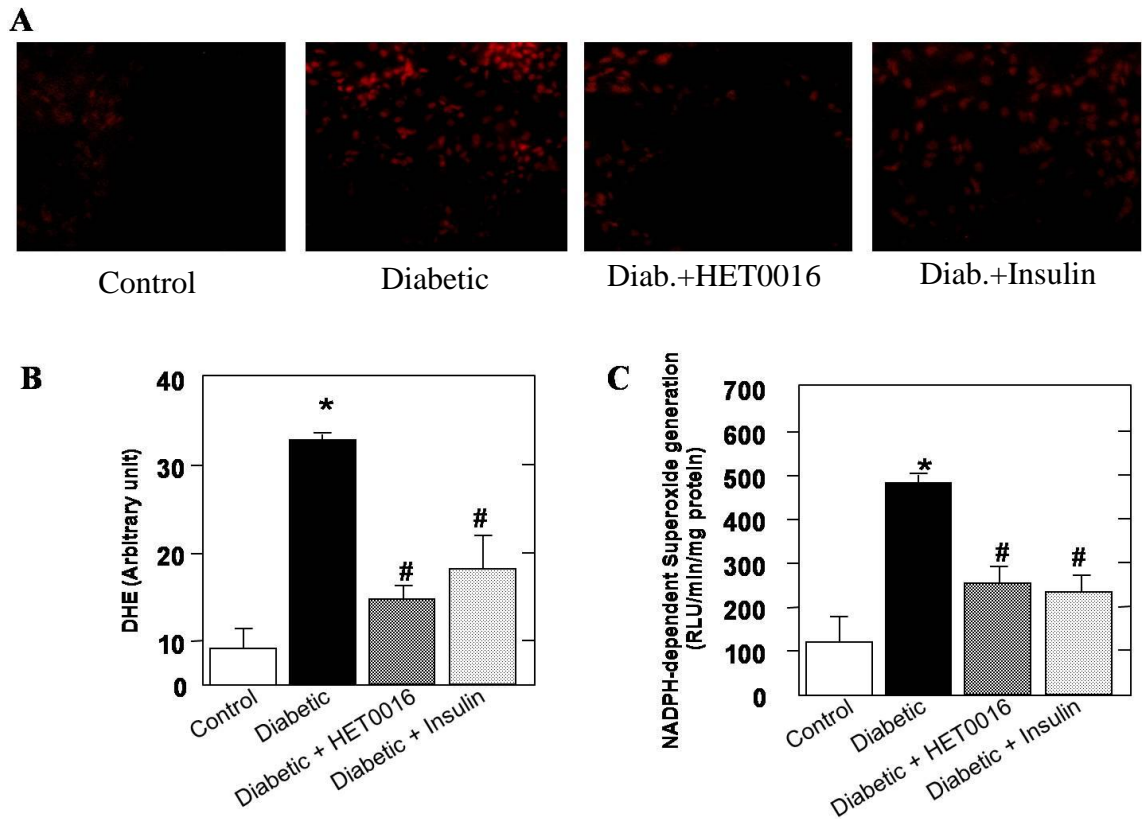 A
Control
Diabetic
Diab.+HET0016
Diab.+Insulin
B
DHE (Arbitrary unit)
40
30
20
10
0
*
#
#
Control
Diabetic
Diabetic + HET0016
Diabetic + Insulin
C
NADPH-dependent Superoxide generation
(RLU/min/mg protein)
700
600
500
400
300
200
100
0
*
#
#
Control
Diabetic
Diabetic + HET0016
Diabetic + Insulin